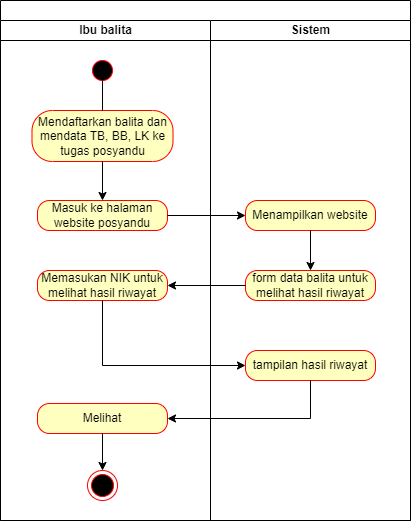 Ibu balita
Sistem
Mendaftarkan balita dan
mendata TB, BB, LK ke
tugas posyandu
Masuk ke halaman
website posyandu
Menampilkan website
form data balita untuk
melihat hasil riwayat
Memasukan NIK untuk
melihat hasil riwayat
tampilan hasil riwayat
Melihat